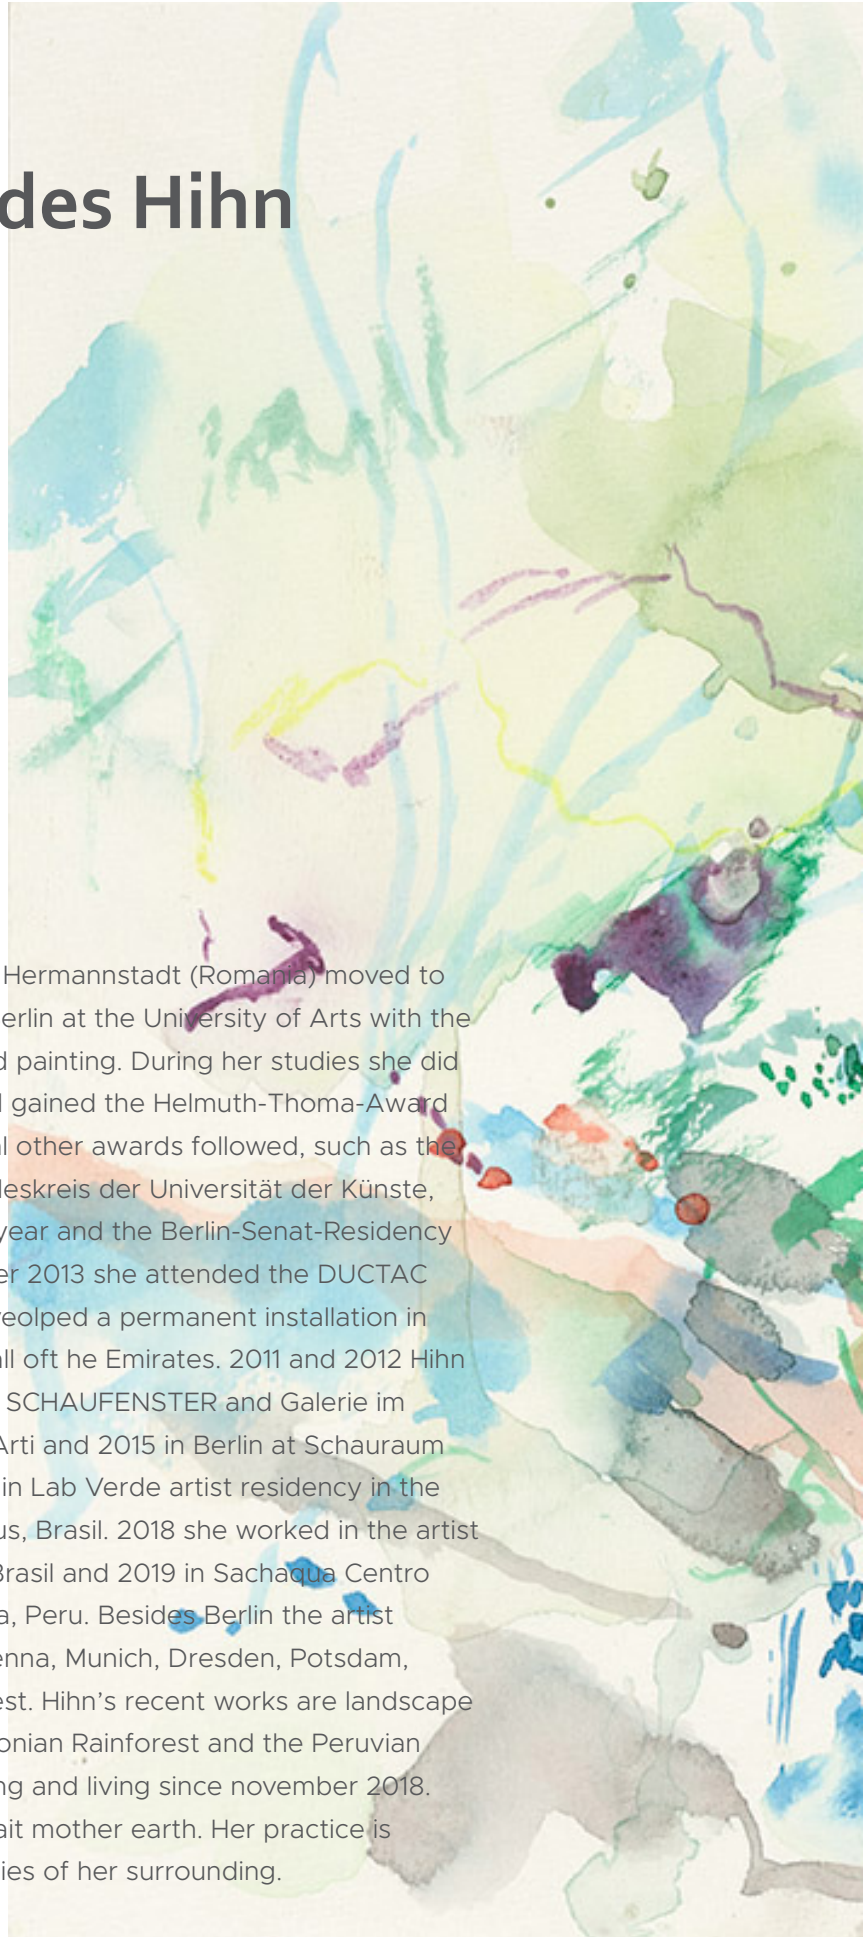 des Hihn
Hermannstadt (Romania) moved to
erlin at the University of Arts with the
d painting. During her studies she did
l gained the Helmuth-Thoma-Award
al other awards followed, such as the
deskreis der Universität der Künste,
year and the Berlin-Senat-Residency
er 2013 she attended the DUCTAC
veolped a permanent installation in
all oft he Emirates. 2011 and 2012 Hihn
SCHAUFENSTER and Galerie im
Arti and 2015 in Berlin at Schauraum
in Lab Verde artist residency in the
us, Brasil. 2018 she worked in the artist
Brasil and 2019 in Sachaqua Centro
a, Peru. Besides Berlin the artist
enna, Munich, Dresden, Potsdam,
est. Hihn’s recent works are landscape
onian Rainforest and the Peruvian
ng and living since november 2018.
ait mother earth. Her practice is
ies of her surrounding.